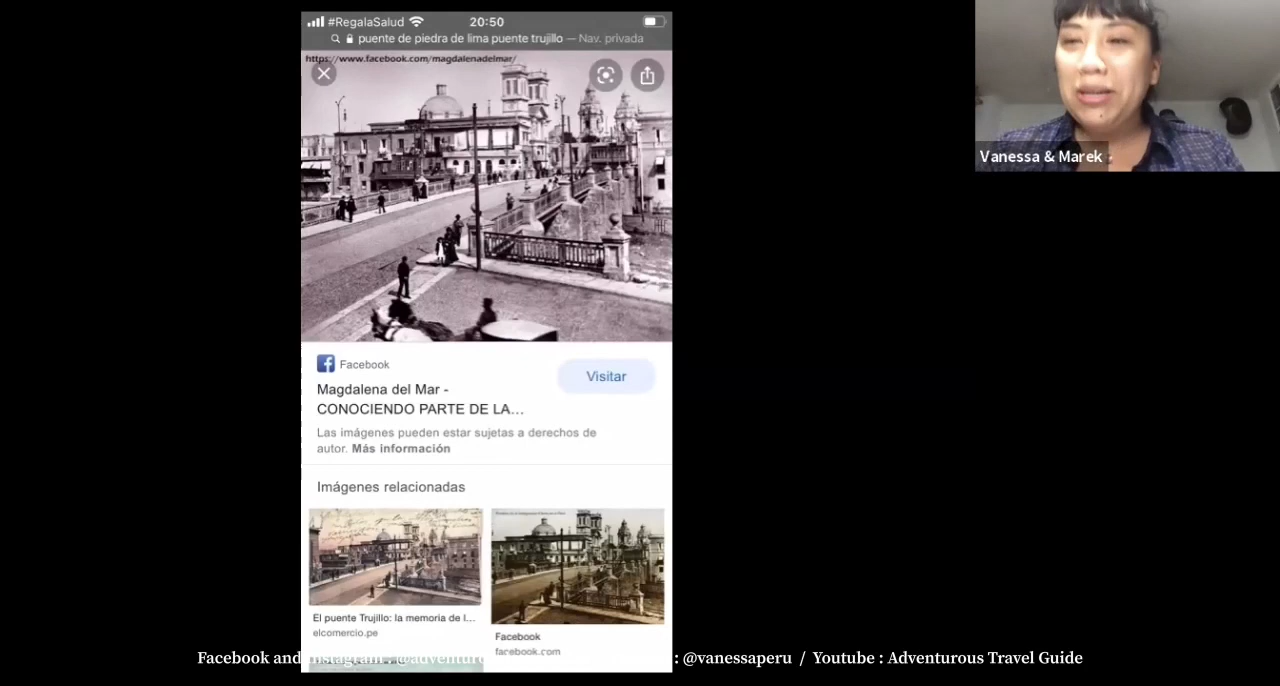 #RegalaSalud 20:50
puente de piedra de lima puente trujillo — Nav. privada
https://www.facebook.com/magdalenadelmar/
Vanessa & Marek
Facebook
Visitar
Magdalena del Mar -
CONOCIENDO PARTE DE LA...
Las imágenes pueden estar sujetas a derechos de
autor. Más información
Imágenes relacionadas
El puente Trujillo: la memoria de l...
elcomercio.pe
Facebook
facebook.com
Facebook and Instagram : @adventuro : @vanessaperu / Youtube : Adventurous Travel Guide